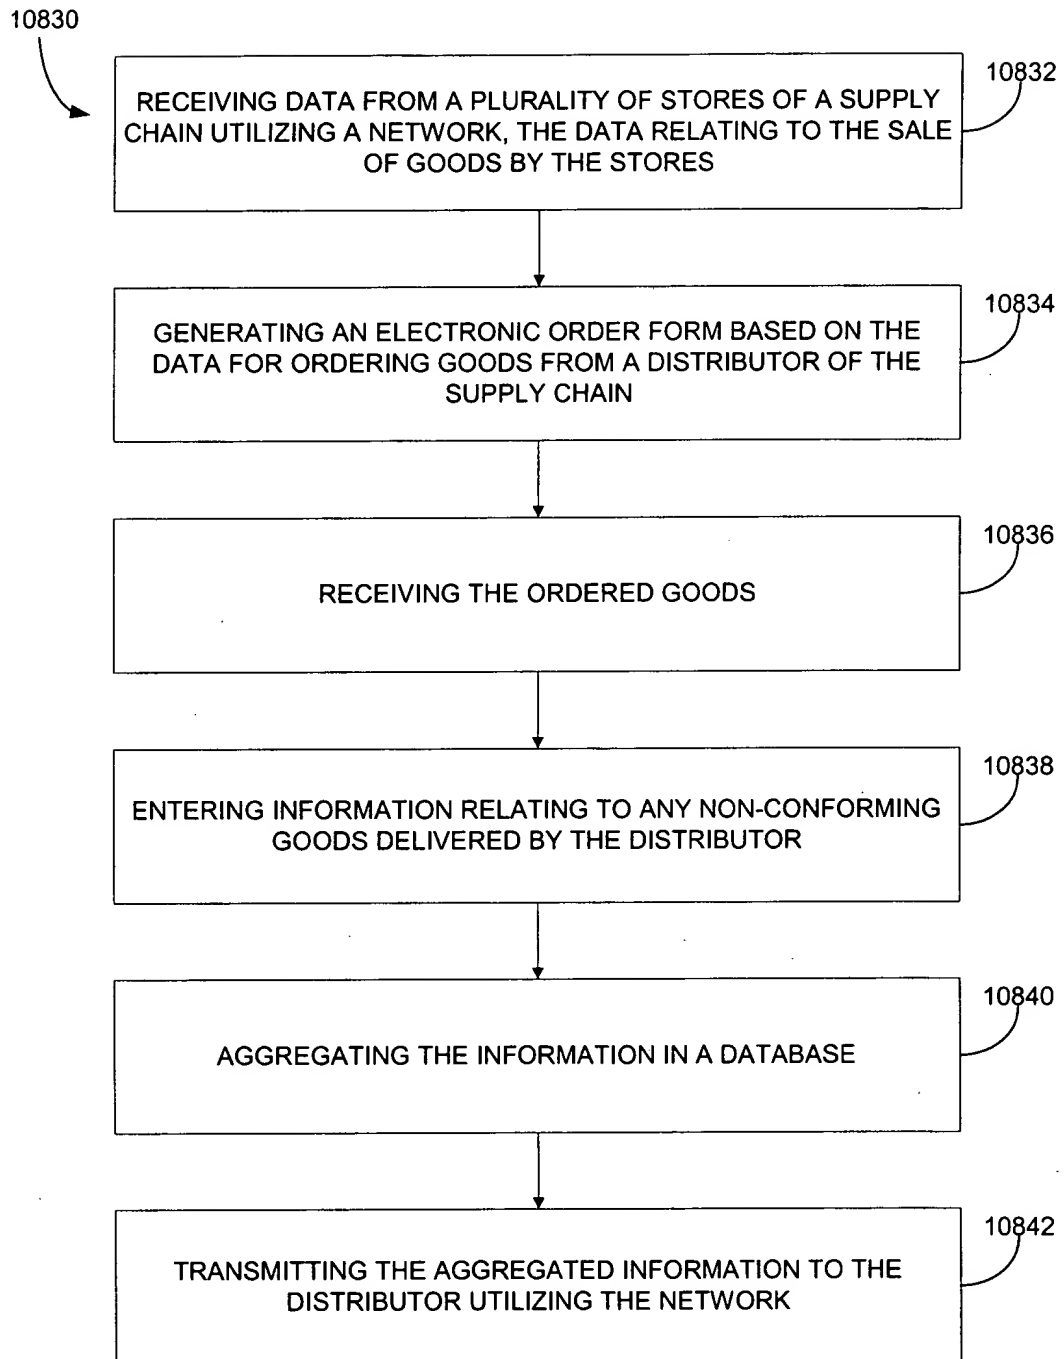 10830
10832
RECEIVING DATA FROM A PLURALITY OF STORES OF A SUPPLY
CHAIN UTILIZING A NETWORK, THE DATA RELATING TO THE SALE
OF GOODS BY THE STORES
10834
GENERATING AN ELECTRONIC ORDER FORM BASED ON THE
DATA FOR ORDERING GOODS FROM A DISTRIBUTOR OF THE
SUPPLY CHAIN
10836
RECEIVING THE ORDERED GOODS
10838
ENTERING INFORMATION RELATING TO ANY NON-CONFORMING
GOODS DELIVERED BY THE DISTRIBUTOR
10840
AGGREGATING THE INFORMATION IN A DATABASE
10842
TRANSMITTING THE AGGREGATED INFORMATION TO THE
DISTRIBUTOR UTILIZING THE NETWORK